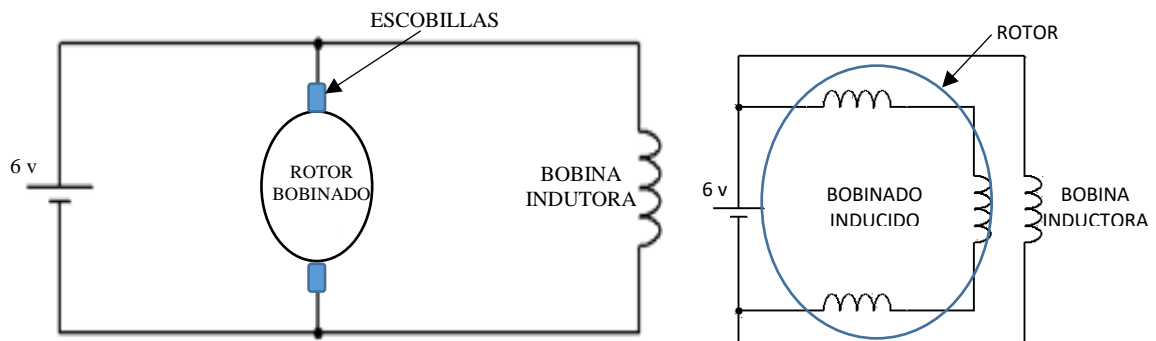 ESCOBILLAS
6 v
ROTOR
BOBINADO
BOBINA
INDUTORA
ROTOR
6 v
BOBINADO
INDUCIDO
BOBINA
INDUCTORA